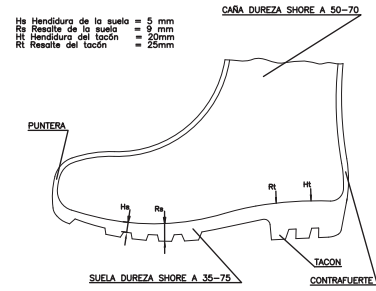 Hs Hendidura de la suela = 5 mm
Rs Resalte de la suela = 9 mm
Ht Hendidura del tacón = 20mm
Rt Resalte del tacón = 25mm
CAÑA DUREZA SHORE A 50-70
PUNTERA
Hs
Rs
Rt
Ht
SUELA DUREZA SHORE A 35-75
TACON
CONTRAFUERTE